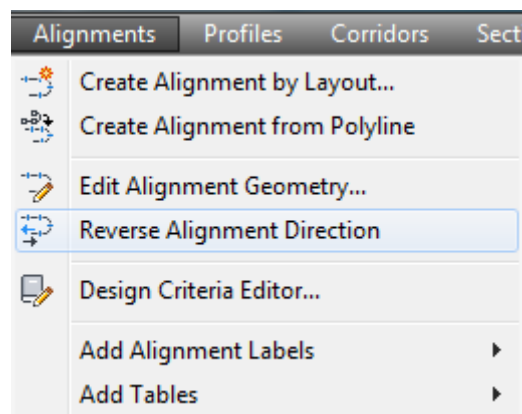 Alignments Profiles Corridors Sect
Create Alignment by Layout...
Create Alignment from Polyline
Edit Alignment Geometry...
Reverse Alignment Direction
Design Criteria Editor...
Add Alignment Labels
Add Tables